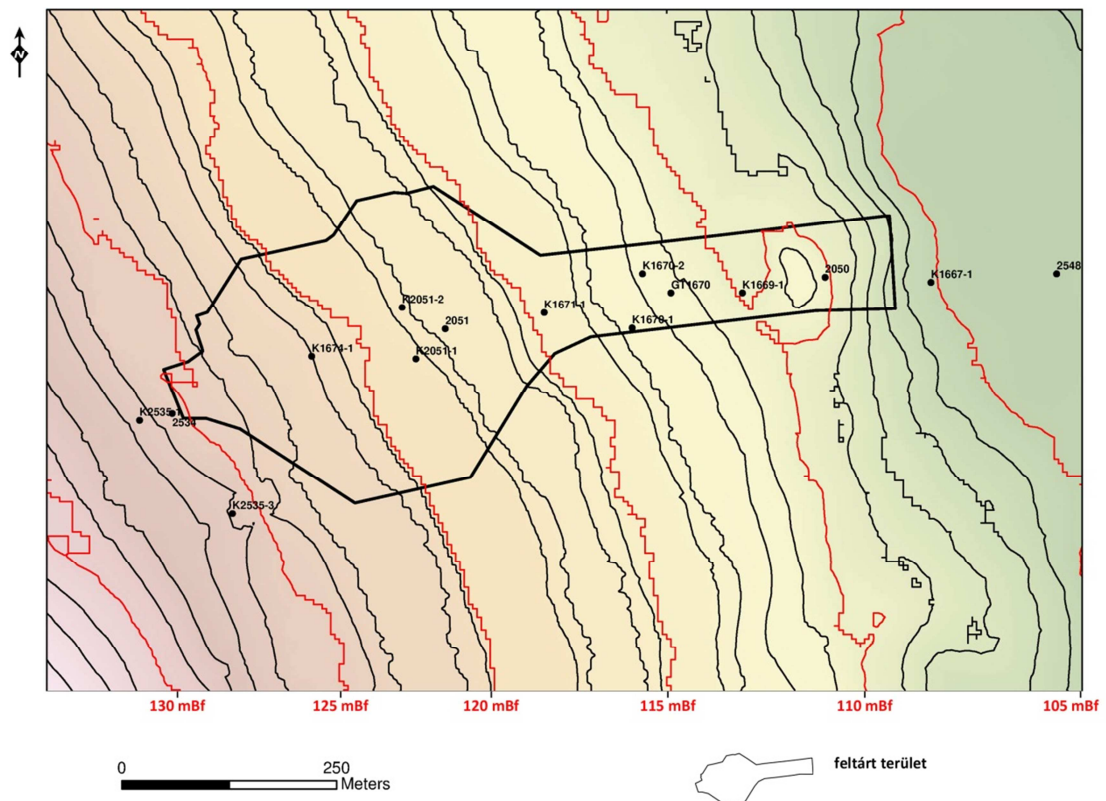 N
K1670-2
G11670
K1669-1
2050
K1667-1
2548
K2051-2
2051
K1671-1
K1670-1
K1674-1
K2051-1
K2535-1
2534
K2535-3
130 mBf 125 mBf 120 mBf 115 mBf 110 mBf 105 mBf
0 250
Meters
feltárt terület